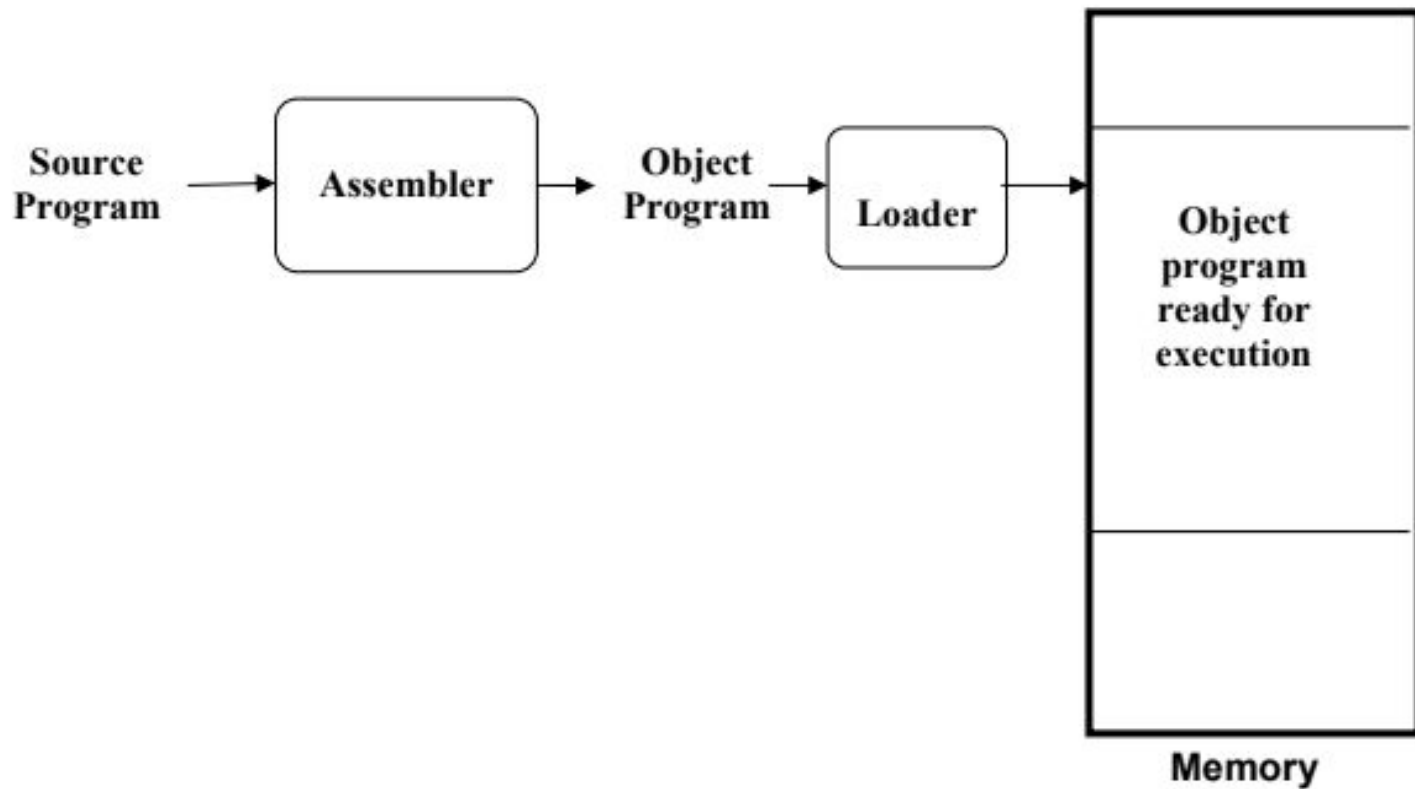 Source
Program
Assembler
Object
Program
Loader
Object
program
ready for
execution
Memory